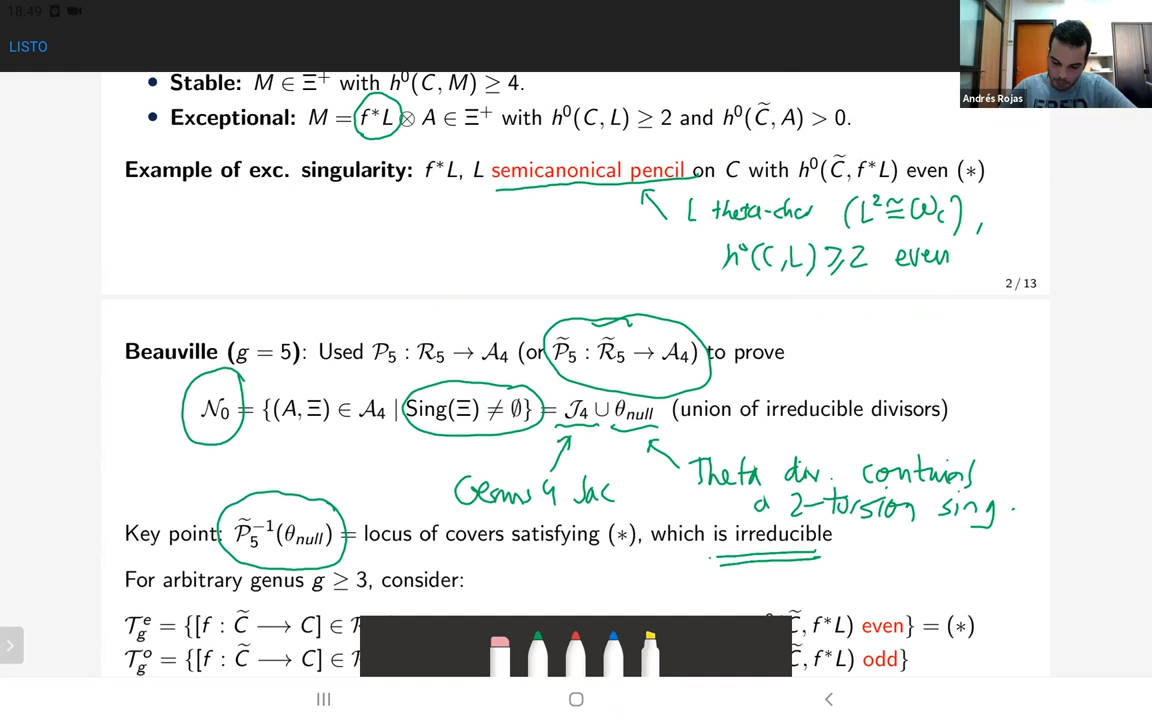 18:49
LISTO
Andrés Rojas
• Stable: M ∈ Ξ⁺ with h⁰(C, M) ≥ 4.
• Exceptional: M = f*L ⊗ A ∈ Ξ⁺ with h⁰(C, L) ≥ 2 and h⁰(C̃, A) > 0.
Example of exc. singularity: f*L, L semicanonical pencil on C with h⁰(C̃, f*L) even (*)
L theta-char (L² ≅ ω_C),
h⁰(C, L) ≥ 2 even
2 / 13
Beauville (g = 5): Used 𝒫₅ : ℛ₅ → 𝒜₄ (or 𝒫̃₅ : ℛ̃₅ → 𝒜₄) to prove
𝒩₀ = {(A, Ξ) ∈ 𝒜₄ | Sing(Ξ) ≠ ∅} = 𝒥₄ ∪ θ_null (union of irreducible divisors)
Genus 4 Jac
Theta div. contains
a 2-torsion sing.
Key point: 𝒫̃₅⁻¹(θ_null) = locus of covers satisfying (*), which is irreducible
For arbitrary genus g ≥ 3, consider:
𝒯_g^e = {[f : C̃ → C] ∈ C̃, f*L) even} = (*)
𝒯_g^o = {[f : C̃ → C] ∈ C̃, f*L) odd}